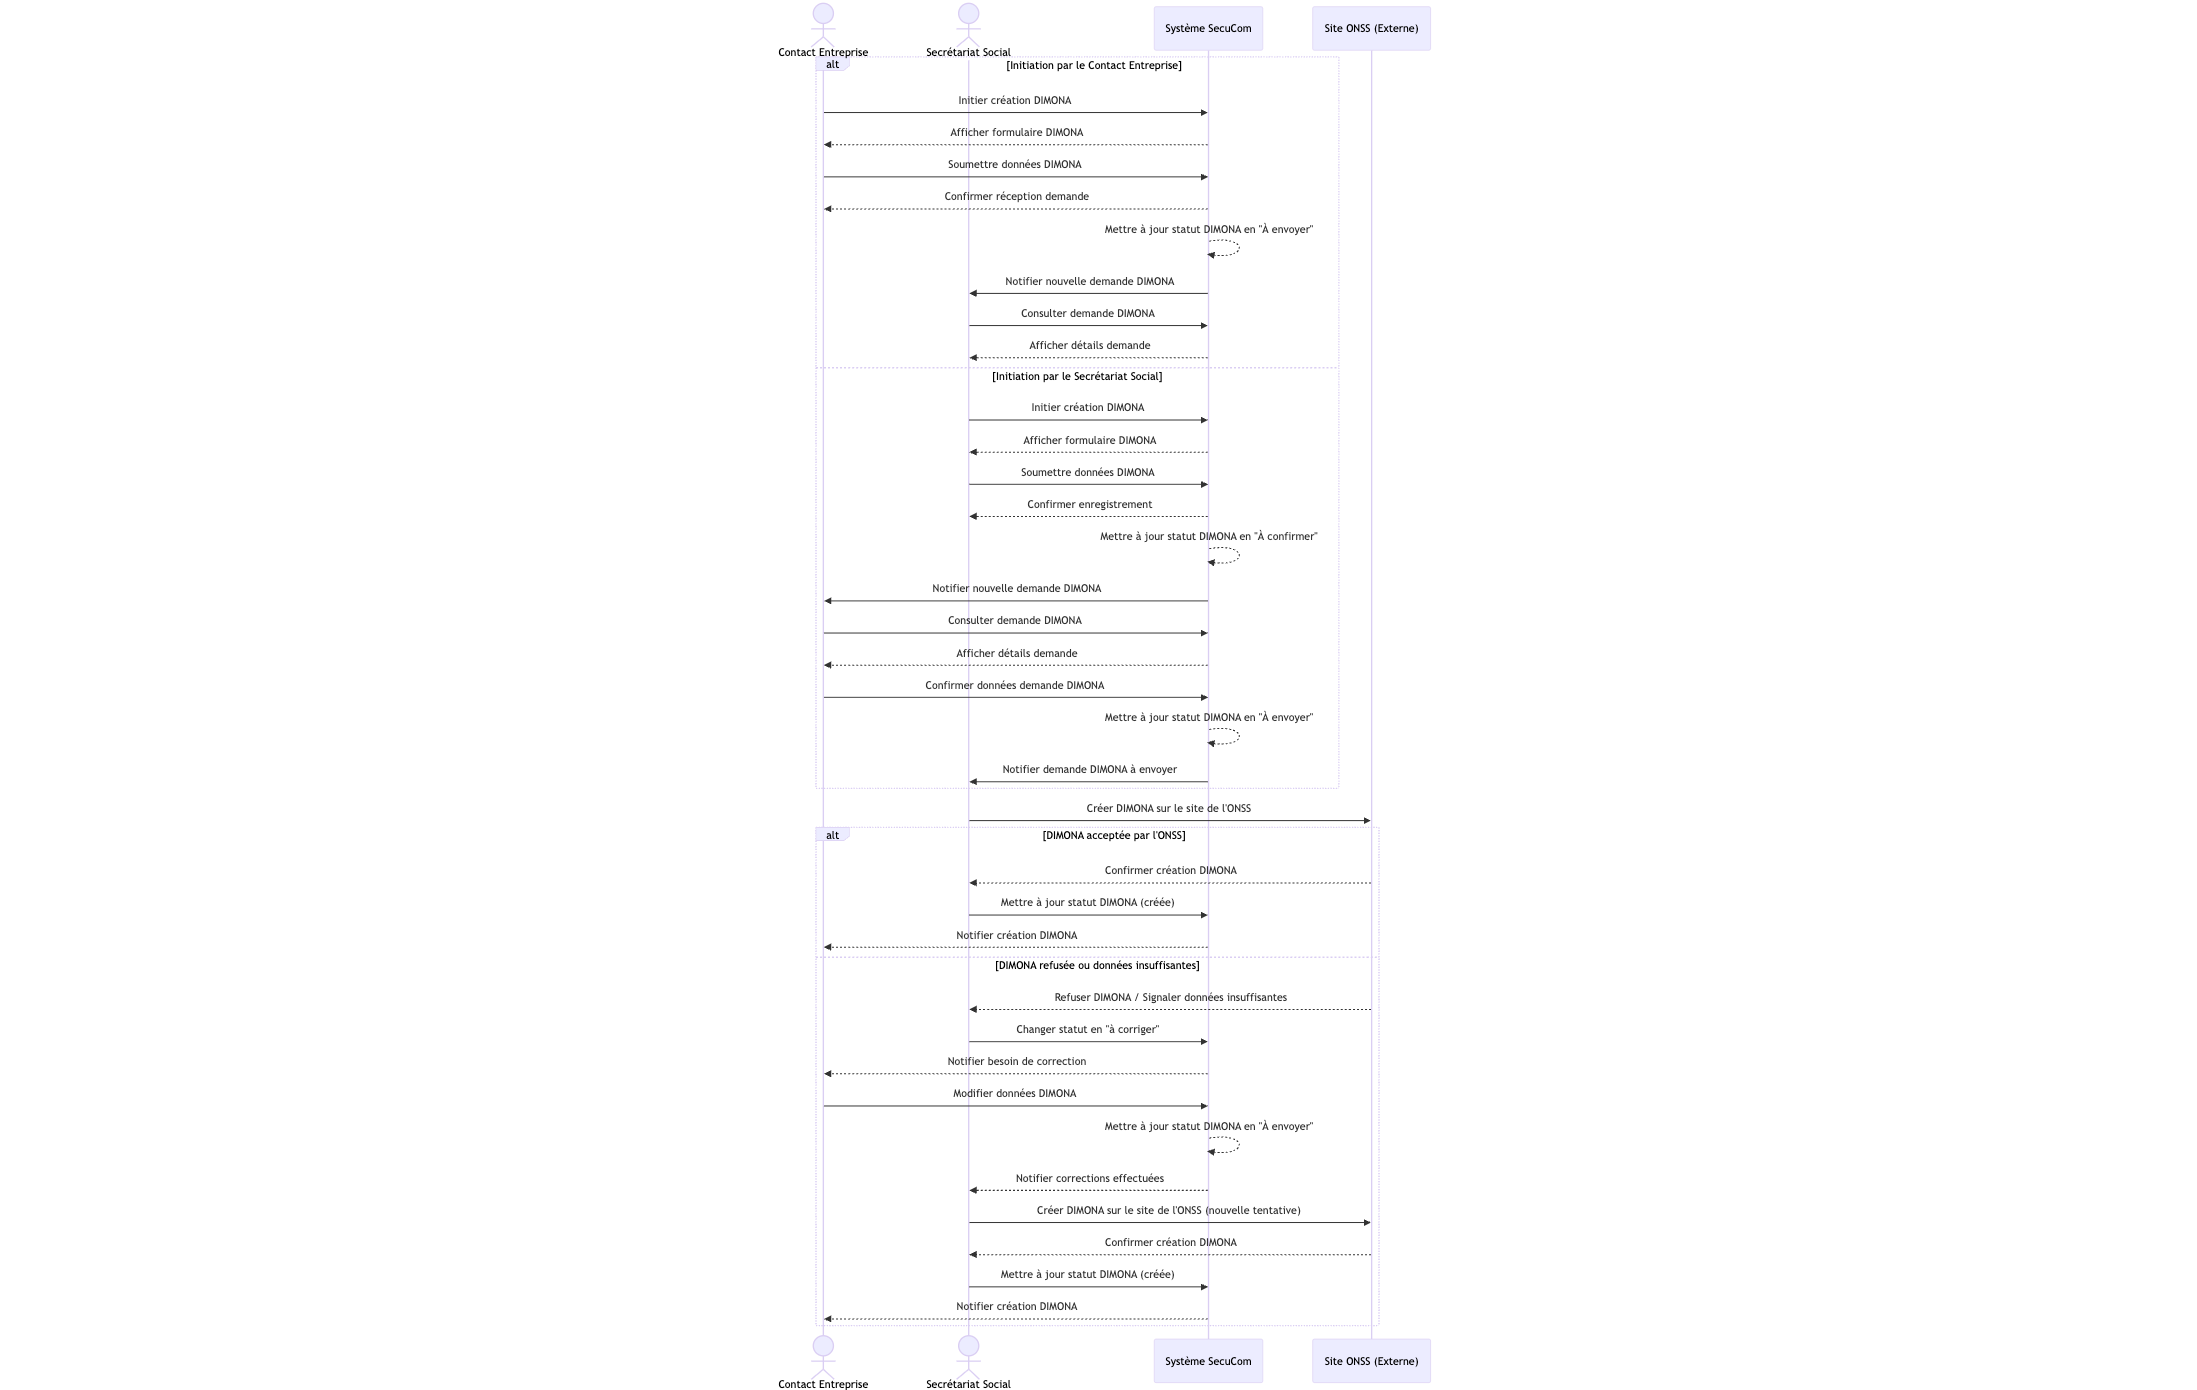 Contact Entreprise
Secrétariat Social
Système SecuCom
Site ONSS (Externe)
alt
[Initiation par le Contact Entreprise]
Initier création DIMONA
Afficher formulaire DIMONA
Soumettre données DIMONA
Confirmer réception demande
Mettre à jour statut DIMONA en "À envoyer"
Notifier nouvelle demande DIMONA
Consulter demande DIMONA
Afficher détails demande
[Initiation par le Secrétariat Social]
Initier création DIMONA
Afficher formulaire DIMONA
Soumettre données DIMONA
Confirmer enregistrement
Mettre à jour statut DIMONA en "À confirmer"
Notifier nouvelle demande DIMONA
Consulter demande DIMONA
Afficher détails demande
Confirmer données demande DIMONA
Mettre à jour statut DIMONA en "À envoyer"
Notifier demande DIMONA à envoyer
Créer DIMONA sur le site de l'ONSS
alt
[DIMONA acceptée par l'ONSS]
Confirmer création DIMONA
Mettre à jour statut DIMONA (créée)
Notifier création DIMONA
[DIMONA refusée ou données insuffisantes]
Refuser DIMONA / Signaler données insuffisantes
Changer statut en "à corriger"
Notifier besoin de correction
Modifier données DIMONA
Mettre à jour statut DIMONA en "À envoyer"
Notifier corrections effectuées
Créer DIMONA sur le site de l'ONSS (nouvelle tentative)
Confirmer création DIMONA
Mettre à jour statut DIMONA (créée)
Notifier création DIMONA
Contact Entreprise
Secrétariat Social
Système SecuCom
Site ONSS (Externe)